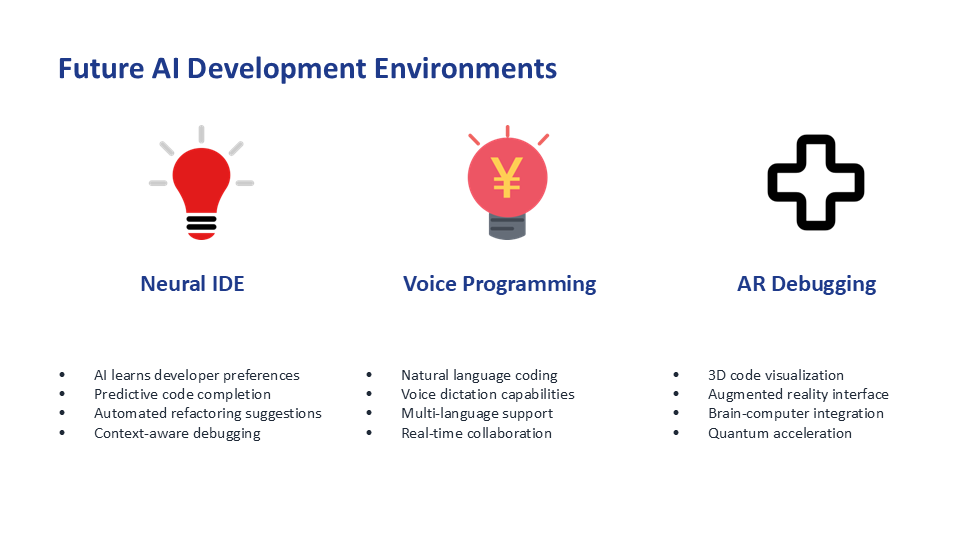 Future AI Development Environments
¥
Neural IDE
Voice Programming
AR Debugging
• AI learns developer preferences
• Predictive code completion
• Automated refactoring suggestions
• Context-aware debugging
• Natural language coding
• Voice dictation capabilities
• Multi-language support
• Real-time collaboration
• 3D code visualization
• Augmented reality interface
• Brain-computer integration
• Quantum acceleration